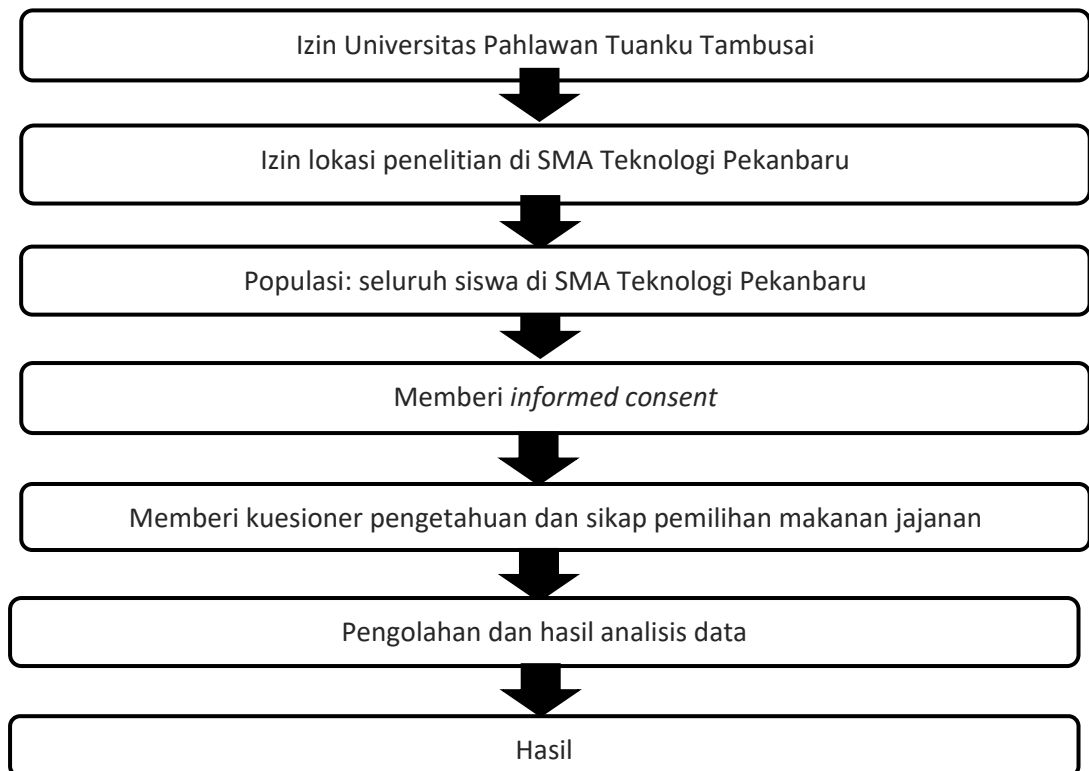 Izin Universitas Pahlawan Tuanku Tambusai
Izin lokasi penelitian di SMA Teknologi Pekanbaru
Populasi: seluruh siswa di SMA Teknologi Pekanbaru
Memberi informed consent
Memberi kuesioner pengetahuan dan sikap pemilihan makanan jajanan
Pengolahan dan hasil analisis data
Hasil